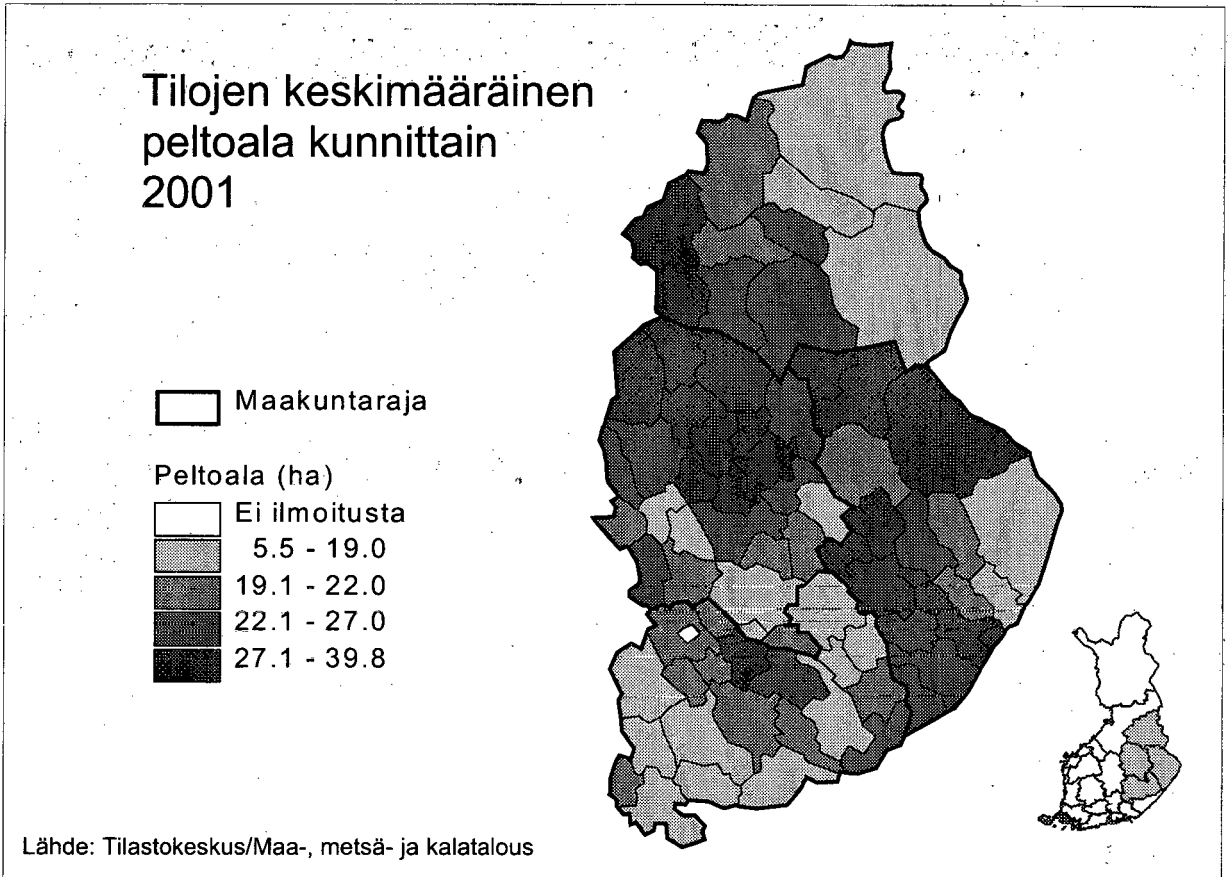 Tilojen keskimääräinen
peltoala kunnittain
2001
Maakuntaraja
Peltoala (ha)
Ei ilmoitusta
5.5 - 19.0
19.1 - 22.0
22.1 - 27.0
27.1 - 39.8
Lähde: Tilastokeskus/Maa-, metsä- ja kalatalous